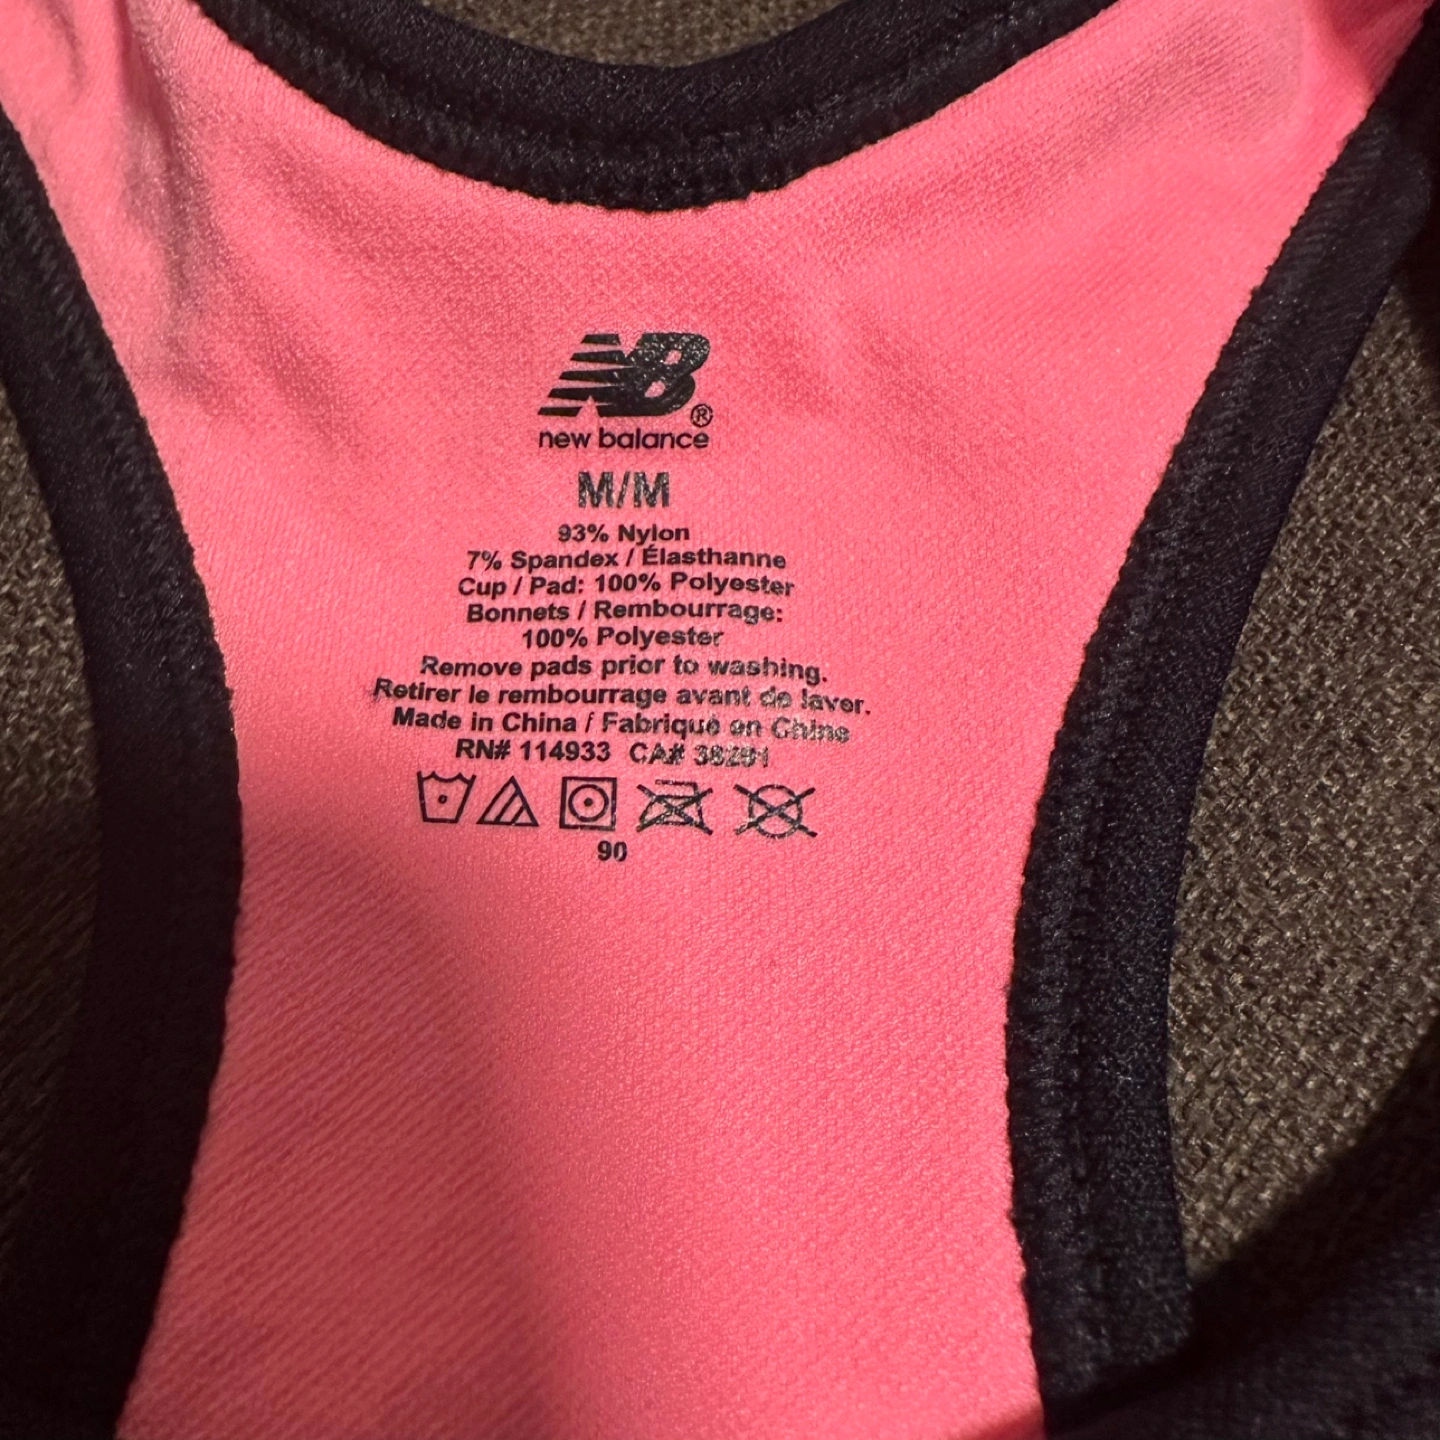 NB®
new balance
M/M
93% Nylon
7% Spandex / Élasthanne
Cup / Pad: 100% Polyester
Bonnets / Rembourrage:
100% Polyester
Remove pads prior to washing.
Retirer le rembourrage avant de laver.
Made in China / Fabriqué en Chine
RN# 114933 CA#
90